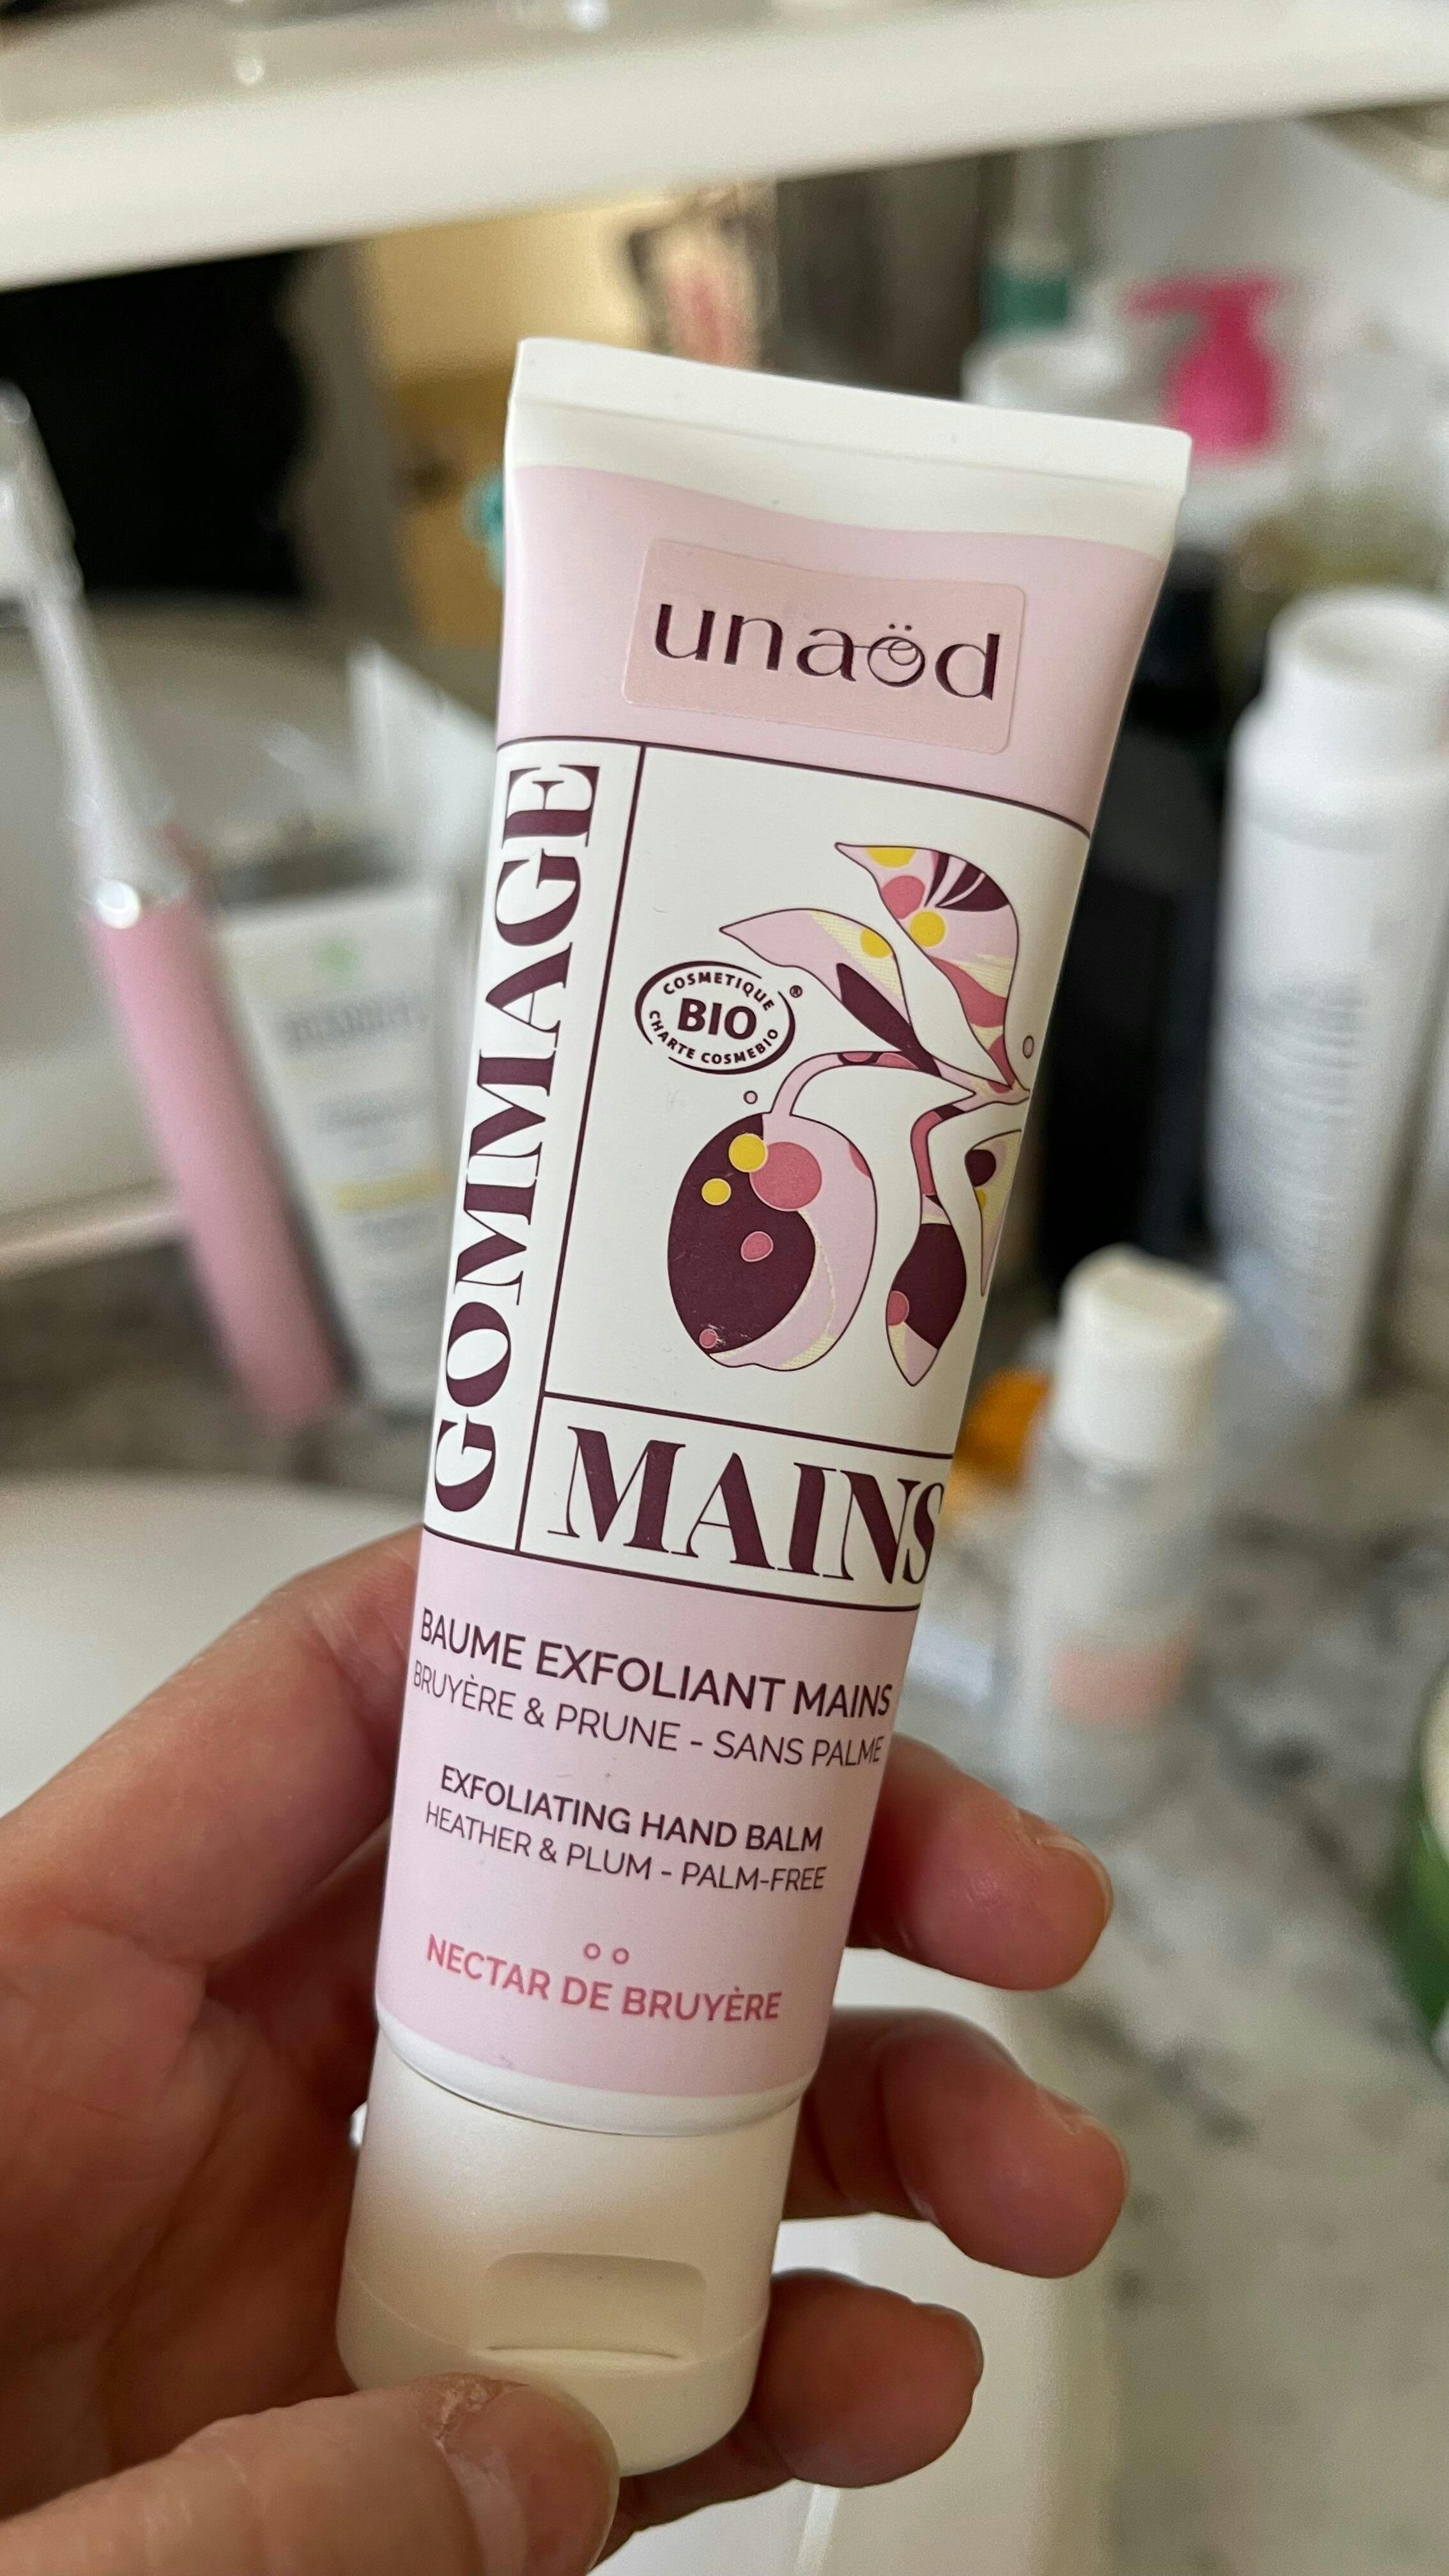 unaöd
GOMMAGE
COSMETIQUE
BIO
®
CHARTE COSMEBIO
MAINS
BAUME EXFOLIANT MAINS
BRUYÈRE & PRUNE - SANS PALME
EXFOLIATING HAND BALM
HEATHER & PLUM - PALM-FREE
NECTAR DE BRUYÈRE